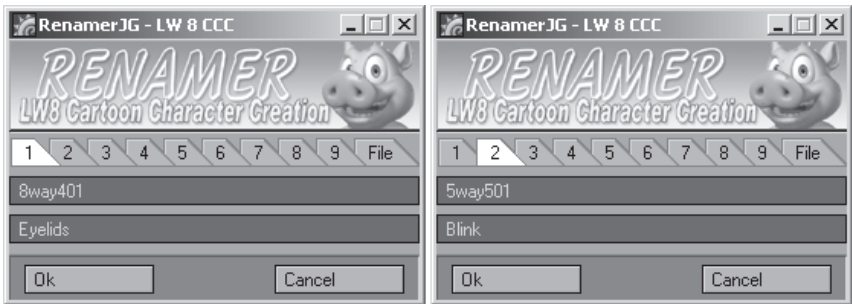 RenamerJG - LW 8 CCC
RENAMER
LW8 Cartoon Character Creation
1 2 3 4 5 6 7 8 9 File
8way401
Eyelids
Ok Cancel
RenamerJG - LW 8 CCC
RENAMER
LW8 Cartoon Character Creation
1 2 3 4 5 6 7 8 9 File
5way501
Blink
Ok Cancel